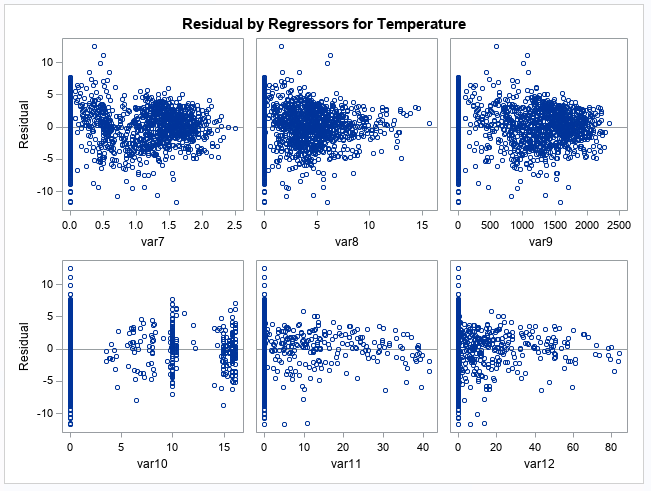 Residual by Regressors for Temperature
10
5
0
-5
-10
Residual
0.0 0.5 1.0 1.5 2.0 2.5
var7
0 5 10 15
var8
0 500 1000 1500 2000 2500
var9
10
5
0
-5
-10
Residual
0 5 10 15
var10
0 10 20 30 40
var11
0 20 40 60 80
var12